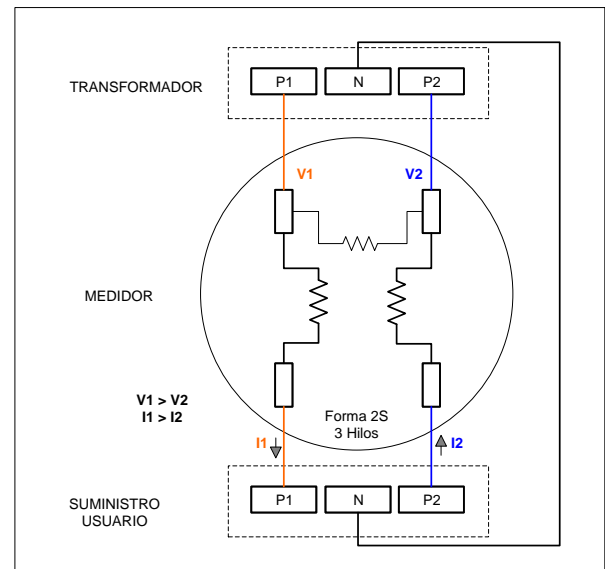 TRANSFORMADOR
P1 N P2
V1 V2
MEDIDOR
V1 > V2
I1 > I2
Forma 2S
3 Hilos
I1 I2
SUMINISTRO
USUARIO
P1 N P2